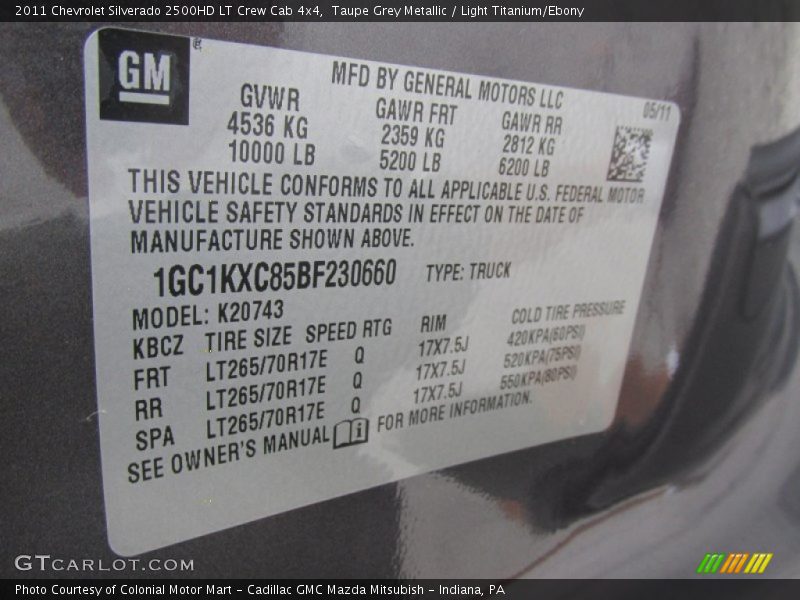 2011 Chevrolet Silverado 2500HD LT Crew Cab 4x4,  Taupe Grey Metallic / Light Titanium/Ebony
GM
MFD BY GENERAL MOTORS LLC
05/11
GVWR GAWR FRT GAWR RR
4536 KG 2359 KG 2812 KG
10000 LB 5200 LB 6200 LB
THIS VEHICLE CONFORMS TO ALL APPLICABLE U.S. FEDERAL MOTOR
VEHICLE SAFETY STANDARDS IN EFFECT ON THE DATE OF
MANUFACTURE SHOWN ABOVE.
1GC1KXC85BF230660 TYPE: TRUCK
MODEL: K20743
KBCZ TIRE SIZE SPEED RTG RIM COLD TIRE PRESSURE
FRT LT265/70R17E Q 17X7.5J 420KPA(60PSI)
RR LT265/70R17E Q 17X7.5J 520KPA(75PSI)
SPA LT265/70R17E Q 17X7.5J 550KPA(80PSI)
SEE OWNER'S MANUAL i FOR MORE INFORMATION.
GTCARLOT.COM
Photo Courtesy of Colonial Motor Mart – Cadillac GMC Mazda Mitsubish – Indiana, PA